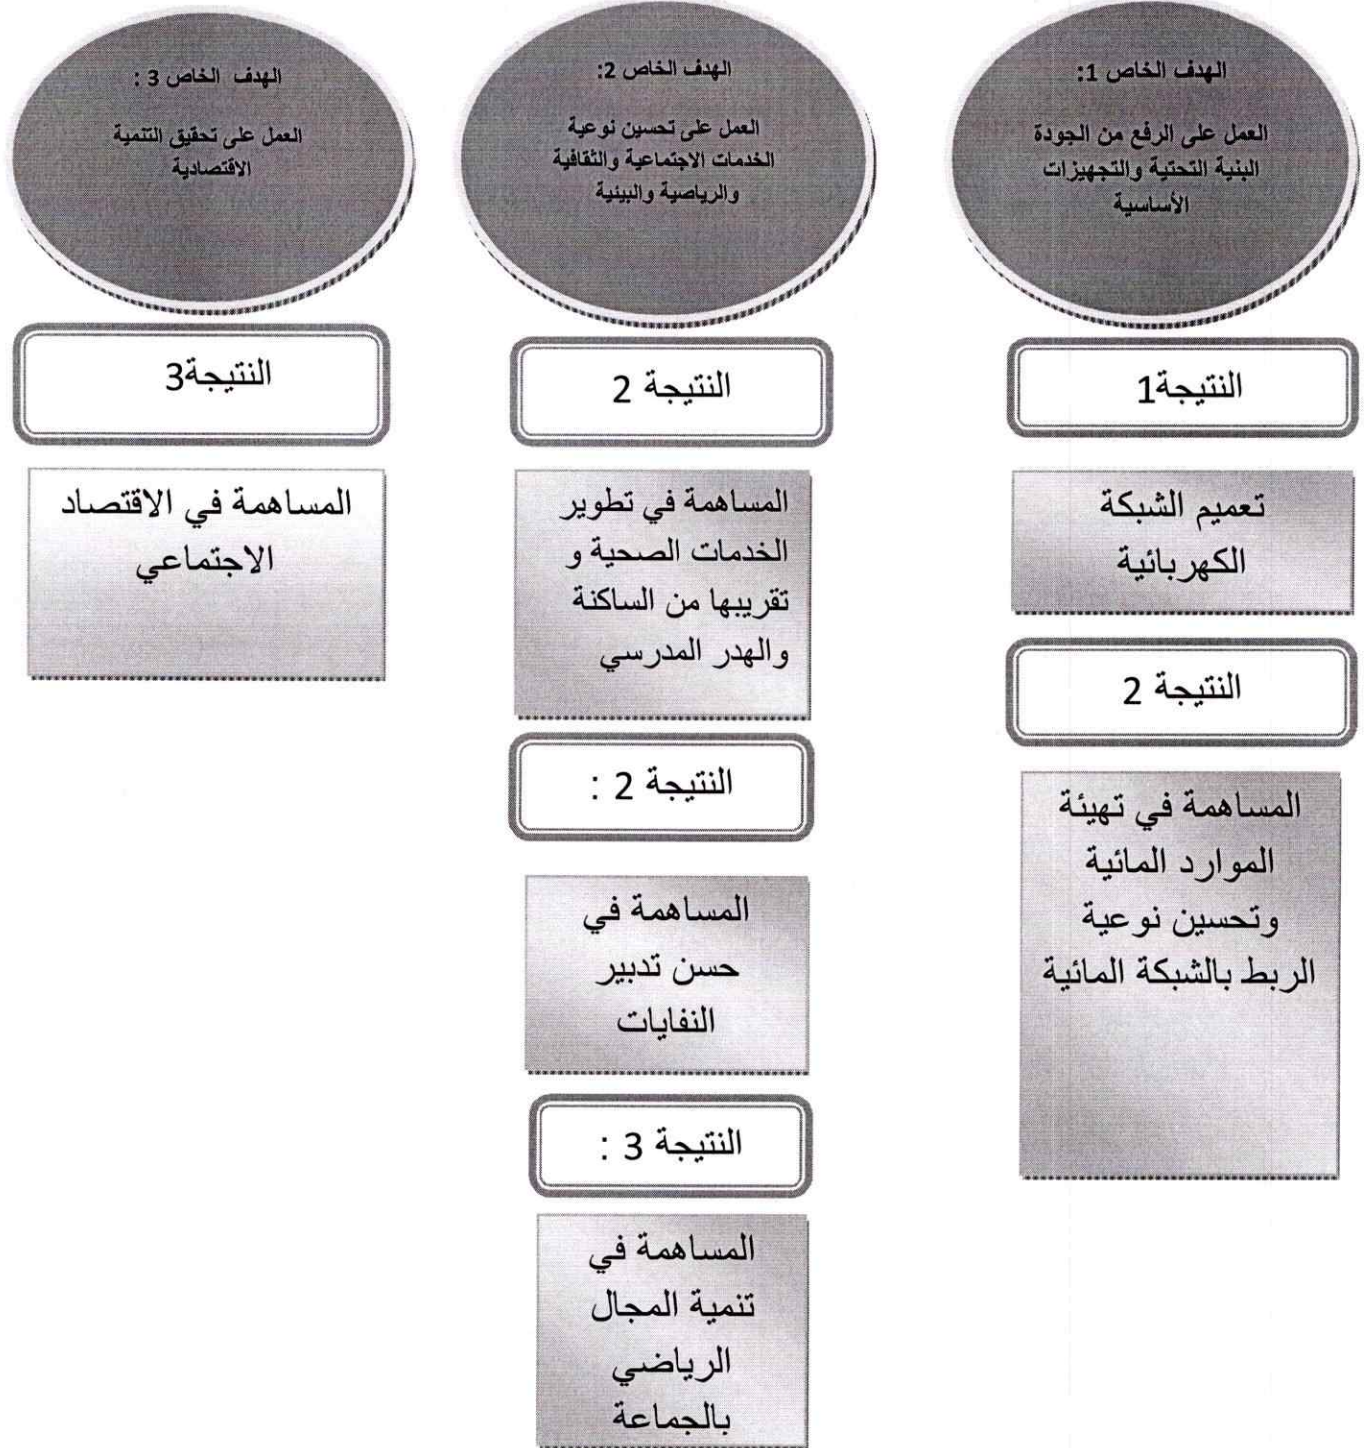 الهدف الخاص 1:
العمل على الرفع من الجودة
البنية التحتية والتجهيزات
الأساسية
النتيجة1
تعميم الشبكة
الكهربائية
النتيجة 2
المساهمة في تهيئة
الموارد المائية
وتحسين نوعية
الربط بالشبكة المائية
الهدف الخاص 2:
العمل على تحسين نوعية
الخدمات الاجتماعية والثقافية
والرياضية والبيئية
النتيجة 2
المساهمة في تطوير
الخدمات الصحية و
تقريبها من الساكنة
والهدر المدرسي
النتيجة 2 :
المساهمة في
حسن تدبير
النفايات
النتيجة 3 :
المساهمة في
تنمية المجال
الرياضي
بالجماعة
الهدف الخاص 3 :
العمل على تحقيق التنمية
الاقتصادية
النتيجة3
المساهمة في الاقتصاد
الاجتماعي